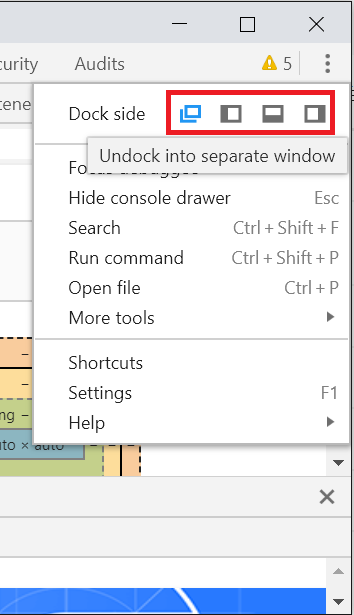 curity Audits 5
tene
Dock side
Undock into separate window
Focus debuggee
Hide console drawer Esc
Search Ctrl + Shift + F
Run command Ctrl + Shift + P
Open file Ctrl + P
More tools
Shortcuts
Settings F1
ng –
Help
uto × auto